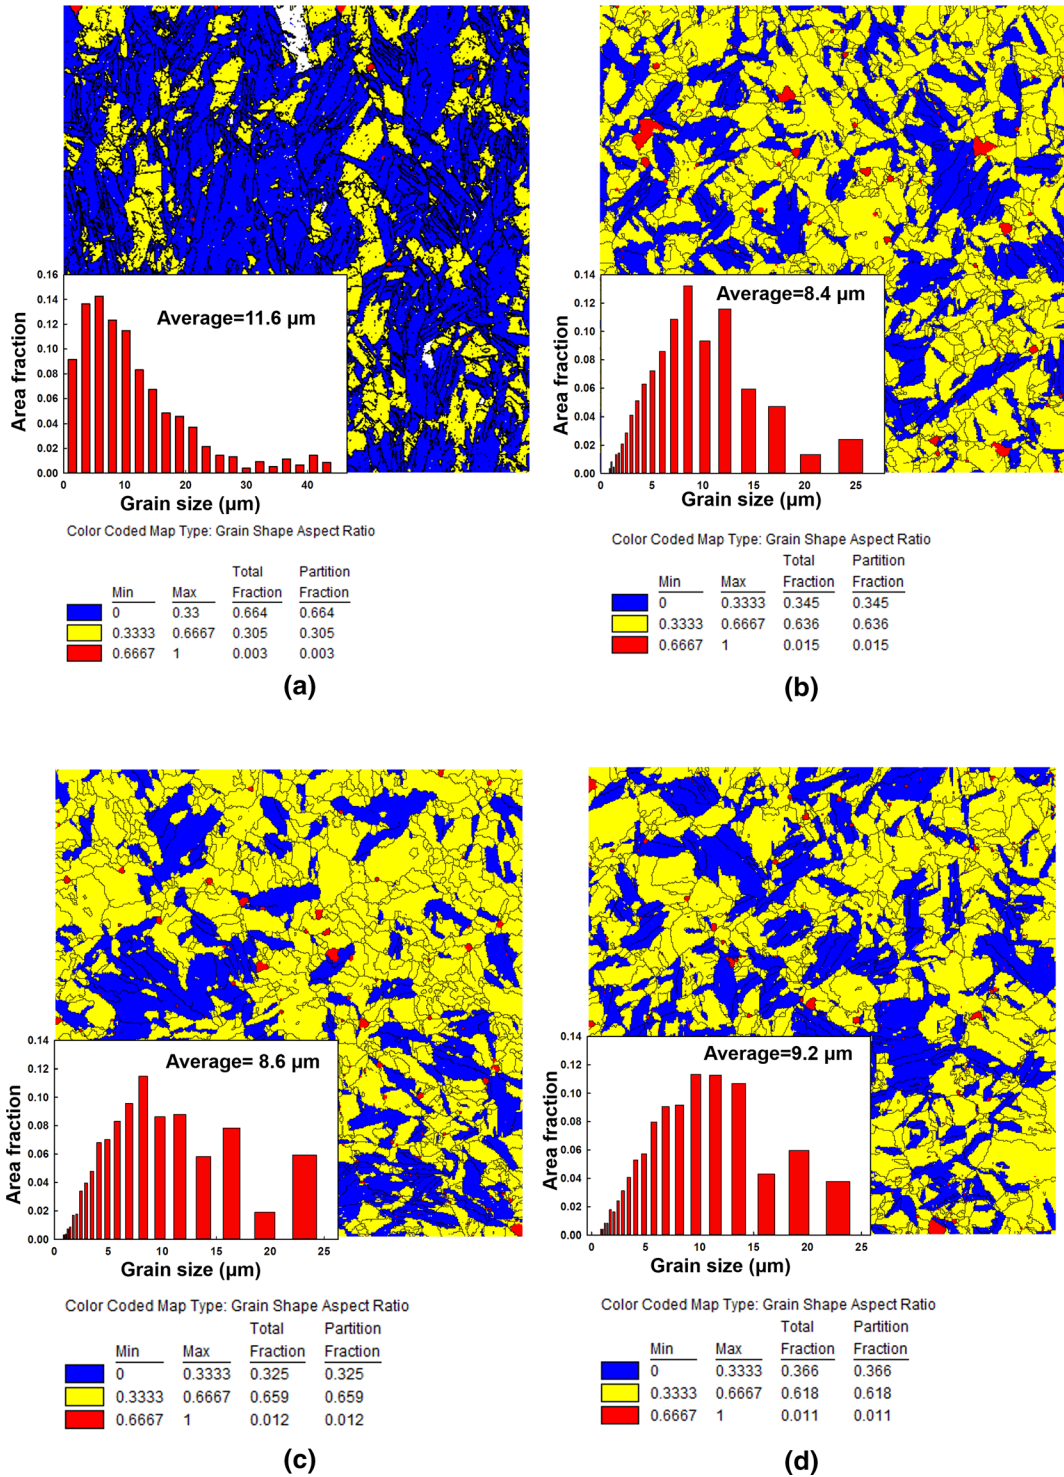 0.16
0.14
0.12
0.10
0.08
0.06
0.04
0.02
0.00
Area fraction
Average=11.6 µm
0 10 20 30 40
Grain size (µm)
Color Coded Map Type: Grain Shape Aspect Ratio
Total Partition
Min Max Fraction Fraction
0 0.33 0.664 0.664
0.3333 0.6667 0.305 0.305
0.6667 1 0.003 0.003
(a)
0.14
0.12
0.10
0.08
0.06
0.04
0.02
0.00
Area fraction
Average=8.4 µm
0 5 10 15 20 25
Grain size (µm)
Color Coded Map Type: Grain Shape Aspect Ratio
Total Partition
Min Max Fraction Fraction
0 0.3333 0.345 0.345
0.3333 0.6667 0.636 0.636
0.6667 1 0.015 0.015
(b)
0.14
0.12
0.10
0.08
0.06
0.04
0.02
0.00
Area fraction
Average= 8.6 µm
0 5 10 15 20 25
Grain size (µm)
Color Coded Map Type: Grain Shape Aspect Ratio
Total Partition
Min Max Fraction Fraction
0 0.3333 0.325 0.325
0.3333 0.6667 0.659 0.659
0.6667 1 0.012 0.012
(c)
0.14
0.12
0.10
0.08
0.06
0.04
0.02
0.00
Area fraction
Average=9.2 µm
0 5 10 15 20 25
Grain size (µm)
Color Coded Map Type: Grain Shape Aspect Ratio
Total Partition
Min Max Fraction Fraction
0 0.3333 0.366 0.366
0.3333 0.6667 0.618 0.618
0.6667 1 0.011 0.011
(d)